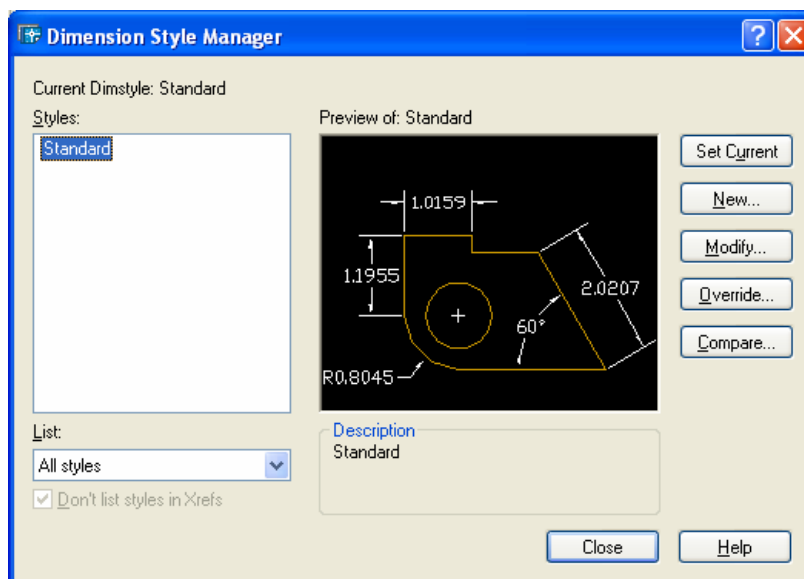 Dimension Style Manager
Current Dimstyle: Standard
Styles:
Standard
Preview of: Standard
1.0159
1.1955
2.0207
60°
R0.8045
Set Current
New...
Modify...
Override...
Compare...
List:
All styles
Don't list styles in Xrefs
Description
Standard
Close
Help